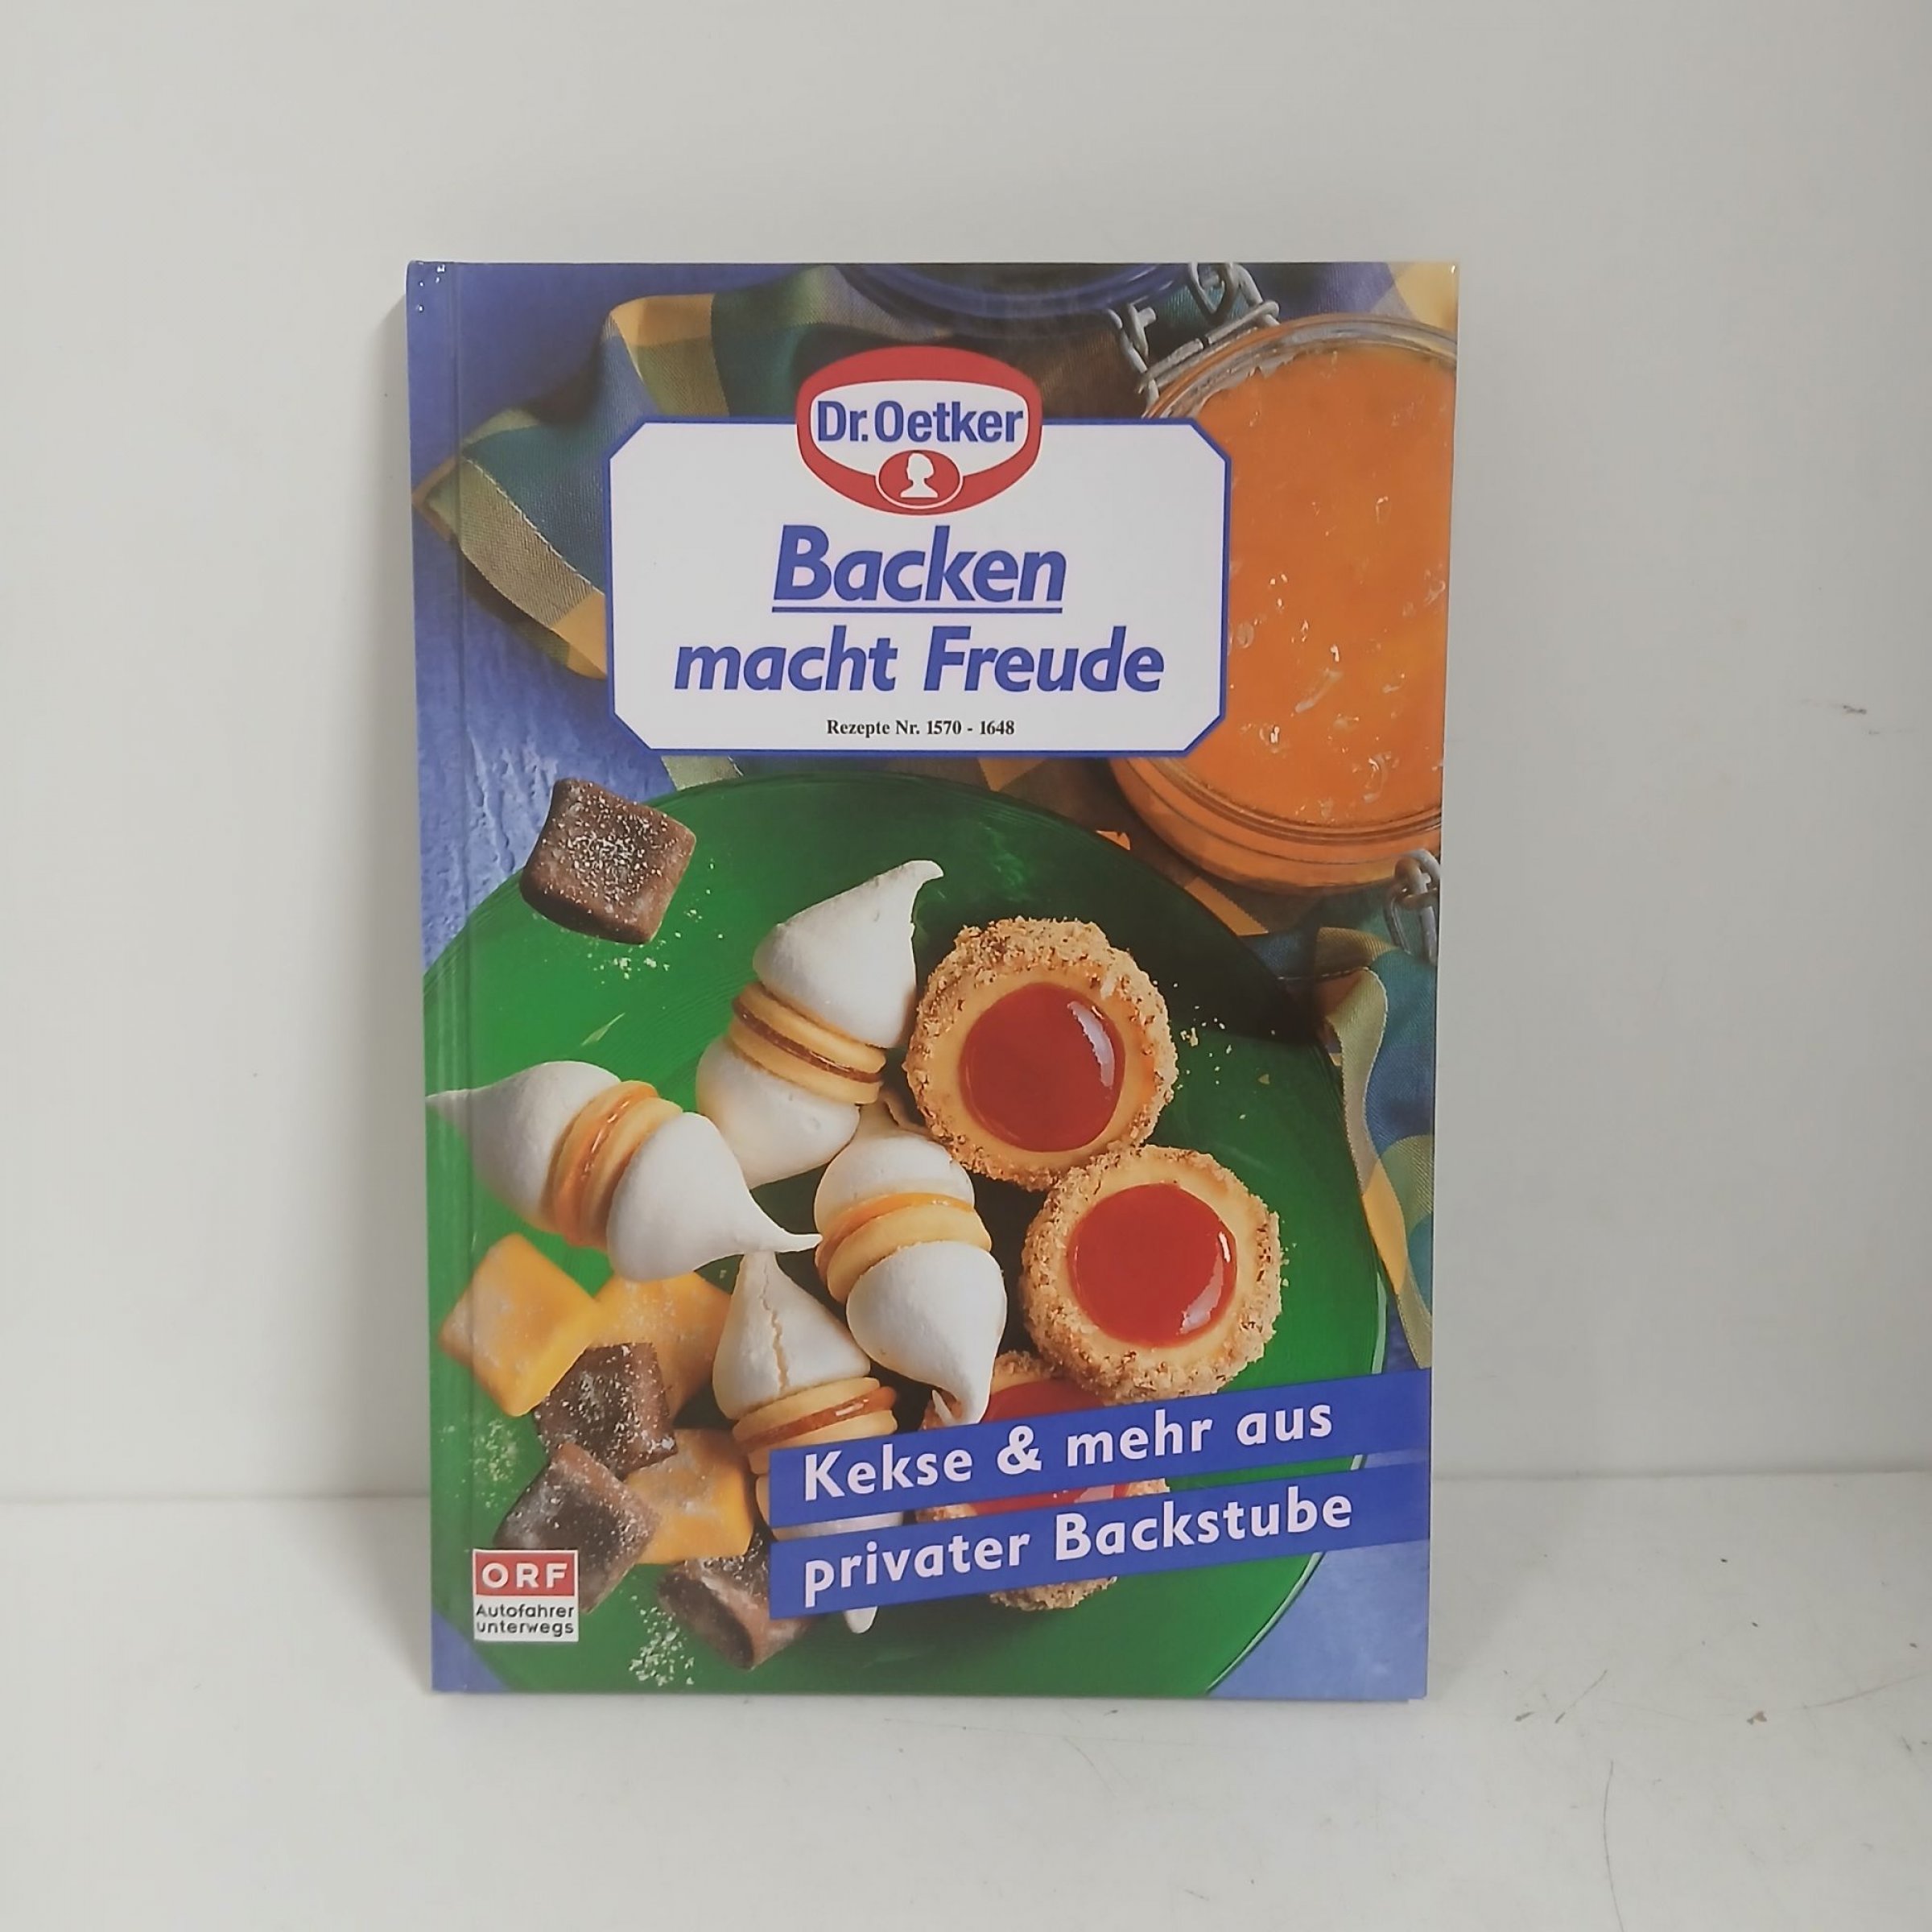 Dr. Oetker
Backen
macht Freude
Rezepte Nr. 1570 - 1648
Kekse & mehr aus
privater Backstube
ORF
Autofahrer
unterwegs